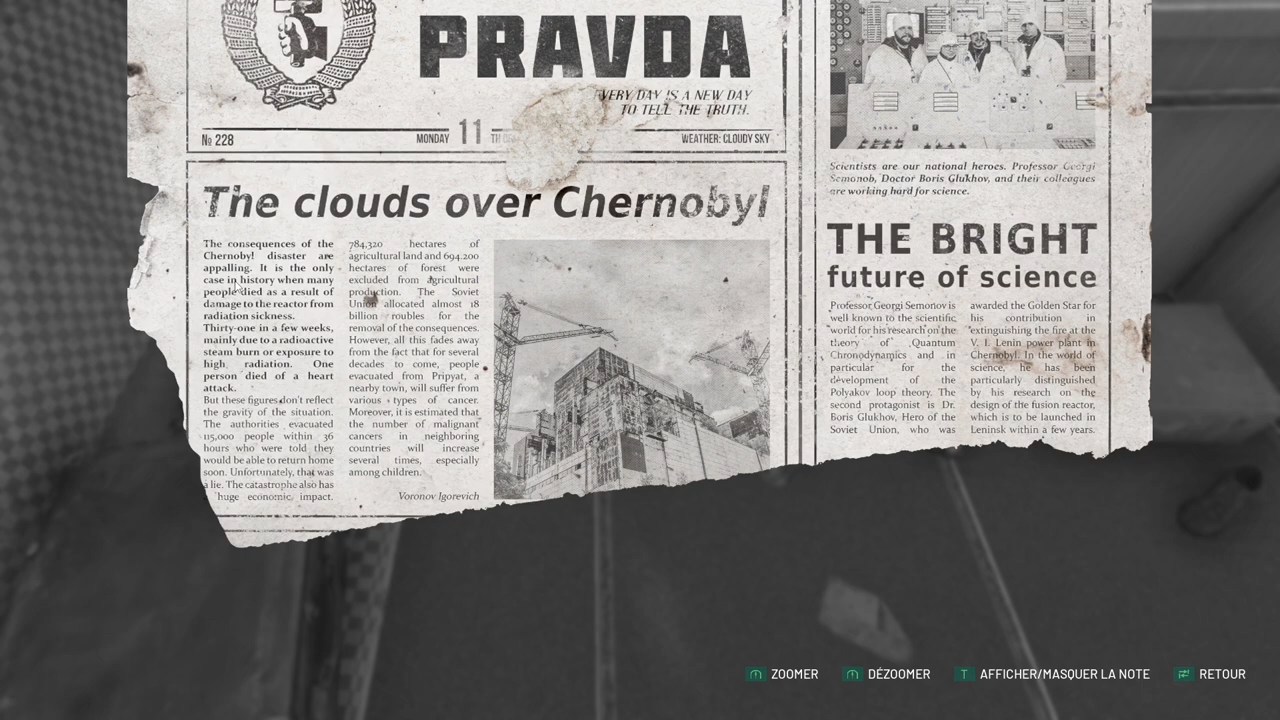 PRAVDA
VERY DAY IS A NEW DAY
TO TELL THE TRUTH.
№ 228
MONDAY 11 TH
WEATHER: CLOUDY SKY
The clouds over Chernobyl
The consequences of the
Chernoby! disaster are
appalling. It is the only
case in history when many
people died as a result of
damage to the reactor from
radiation sickness.
Thirty-one in a few weeks,
mainly due to a radioactive
steam burn or exposure to
high radiation. One
person died of a heart
attack.
But these figures don't reflect
the gravity of the situation.
The authorities evacuated
115,000 people within 36
hours who were told they
would be able to return home
soon. Unfortunately, that was
a lie. The catastrophe also has
huge economic impact.
784,320 hectares of
agricultural land and 694.200
hectares of forest were
excluded from agricultural
production. The Soviet
Union allocated almost 18
billion roubles for the
removal of the consequences.
However, all this fades away
from the fact that for several
decades to come, people
evacuated from Pripyat, a
nearby town, will suffer from
various types of cancer.
Moreover, it is estimated that
the number of malignant
cancers in neighboring
countries will increase
several times, especially
among children.
Voronov Igorevich
Scientists are our national heroes. Professor Georgi
Semonob, Doctor Boris Glukhov, and their colleagues
are working hard for science.
THE BRIGHT
future of science
Professor Georgi Semonov is
well known to the scientific
world for his research on the
theory of Quantum
Chronodynamics and in
particular for the
development of the
Polyakov loop theory. The
second protagonist is Dr.
Boris Glukhov, Hero of the
Soviet Union, who was
awarded the Golden Star for
his contribution in
extinguishing the fire at the
V. I. Lenin power plant in
Chernobyl. In the world of
science, he has been
particularly distinguished
by his research on the
design of the fusion reactor,
which is to be launched in
Leninsk within a few years.
ZOOMER
DÉZOOMER
T AFFICHER/MASQUER LA NOTE
RETOUR